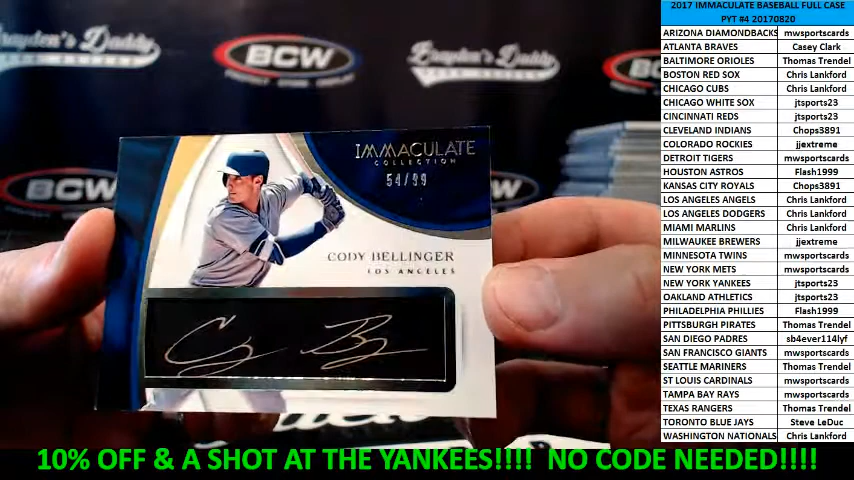 Brayden's Daddy
BCW
Brayden's Daddy
IMMACULATE
COLLECTION
54/99
CODY BELLINGER
LOS ANGELES
BCW
2017 IMMACULATE BASEBALL FULL CASE
PYT #4 20170820
ARIZONA DIAMONDBACKS mwsportscards
ATLANTA BRAVES Casey Clark
BALTIMORE ORIOLES Thomas Trendel
BOSTON RED SOX Chris Lankford
CHICAGO CUBS Chris Lankford
CHICAGO WHITE SOX jtsports23
CINCINNATI REDS jtsports23
CLEVELAND INDIANS Chops3891
COLORADO ROCKIES jjextreme
DETROIT TIGERS mwsportscards
HOUSTON ASTROS Flash1999
KANSAS CITY ROYALS Chops3891
LOS ANGELES ANGELS Chris Lankford
LOS ANGELES DODGERS Chris Lankford
MIAMI MARLINS Chris Lankford
MILWAUKEE BREWERS jjextreme
MINNESOTA TWINS mwsportscards
NEW YORK METS mwsportscards
NEW YORK YANKEES jtsports23
OAKLAND ATHLETICS jtsports23
PHILADELPHIA PHILLIES Flash1999
PITTSBURGH PIRATES Thomas Trendel
SAN DIEGO PADRES sb4ever114lyf
SAN FRANCISCO GIANTS mwsportscards
SEATTLE MARINERS Thomas Trendel
ST LOUIS CARDINALS mwsportscards
TAMPA BAY RAYS mwsportscards
TEXAS RANGERS Thomas Trendel
TORONTO BLUE JAYS Steve LeDuc
WASHINGTON NATIONALS Chris Lankford
10% OFF & A SHOT AT THE YANKEES!!!! NO CODE NEEDED!!!!